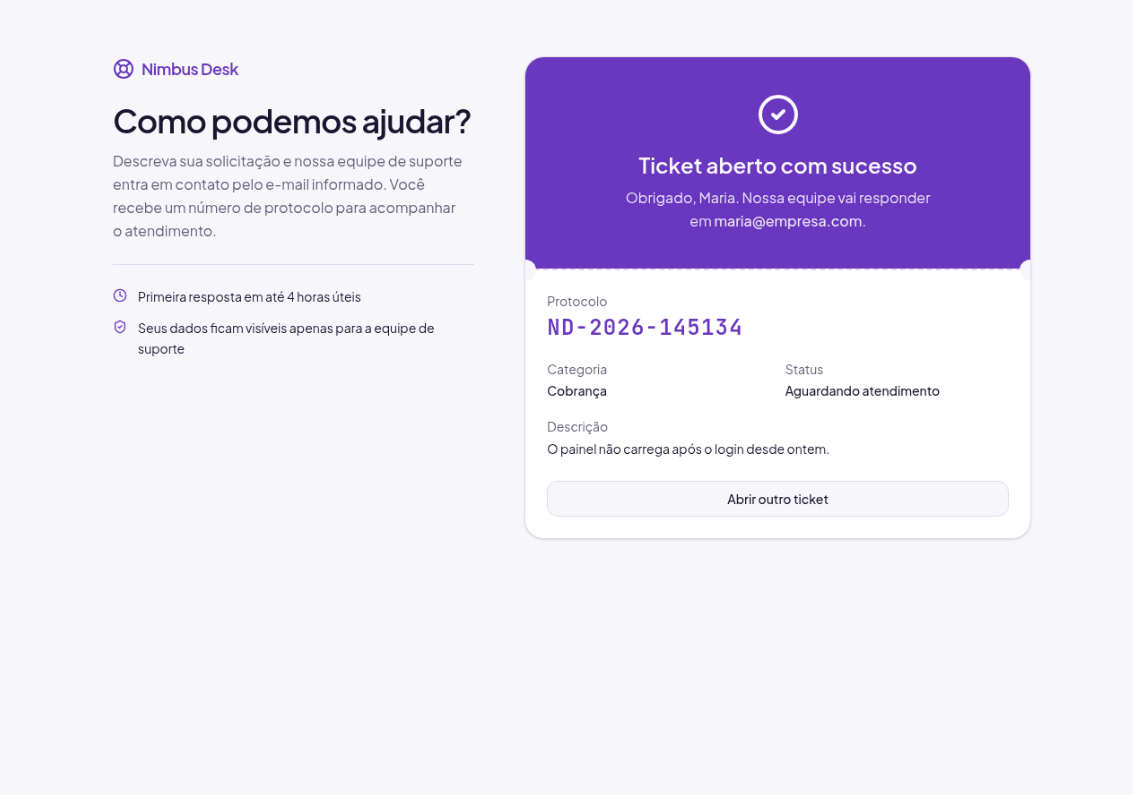 Nimbus Desk
Como podemos ajudar?
Descreva sua solicitação e nossa equipe de suporte
entra em contato pelo e-mail informado. Você
recebe um número de protocolo para acompanhar
o atendimento.
Primeira resposta em até 4 horas úteis
Seus dados ficam visíveis apenas para a equipe de
suporte
Ticket aberto com sucesso
Obrigado, Maria. Nossa equipe vai responder
em maria@empresa.com.
Protocolo
ND-2026-145134
Categoria
Cobrança
Status
Aguardando atendimento
Descrição
O painel não carrega após o login desde ontem.
Abrir outro ticket